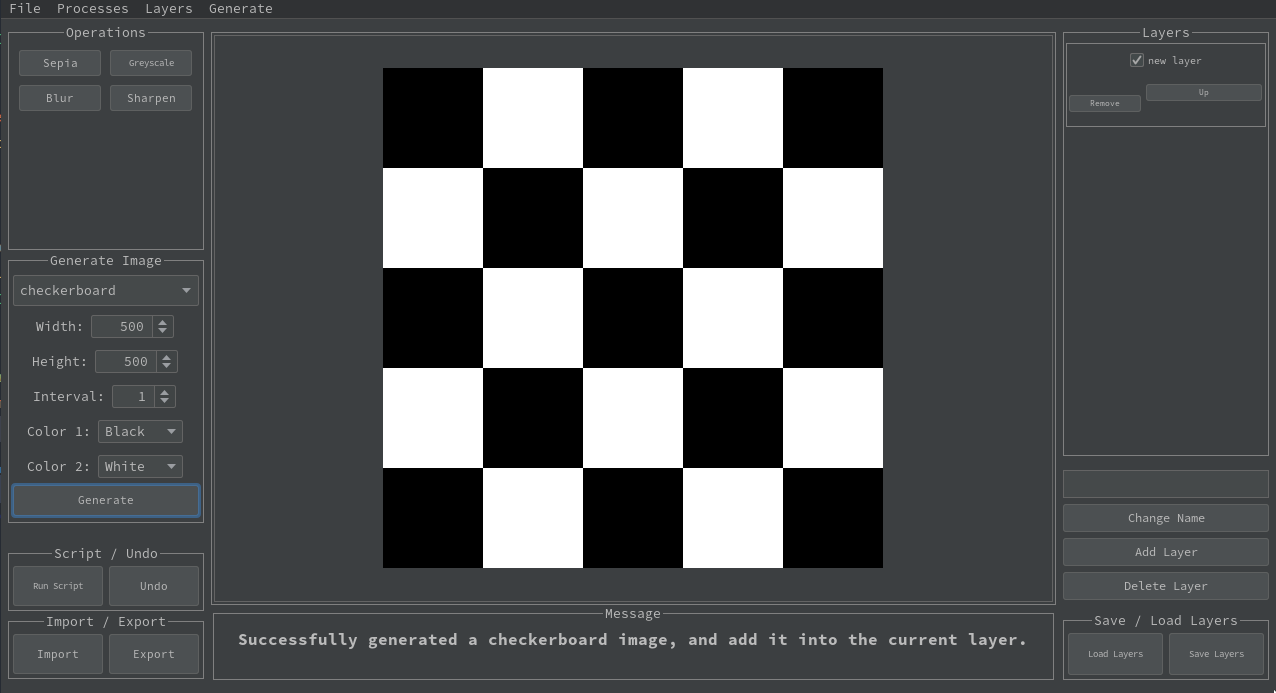 File Processes Layers Generate
Operations
Sepia Greyscale
Blur Sharpen
Generate Image
checkerboard
Width: 500
Height: 500
Interval: 1
Color 1: Black
Color 2: White
Generate
Script / Undo
Run Script Undo
Import / Export
Import Export
Message
Successfully generated a checkerboard image, and add it into the current layer.
Layers
new layer
Up
Remove
Change Name
Add Layer
Delete Layer
Save / Load Layers
Load Layers Save Layers